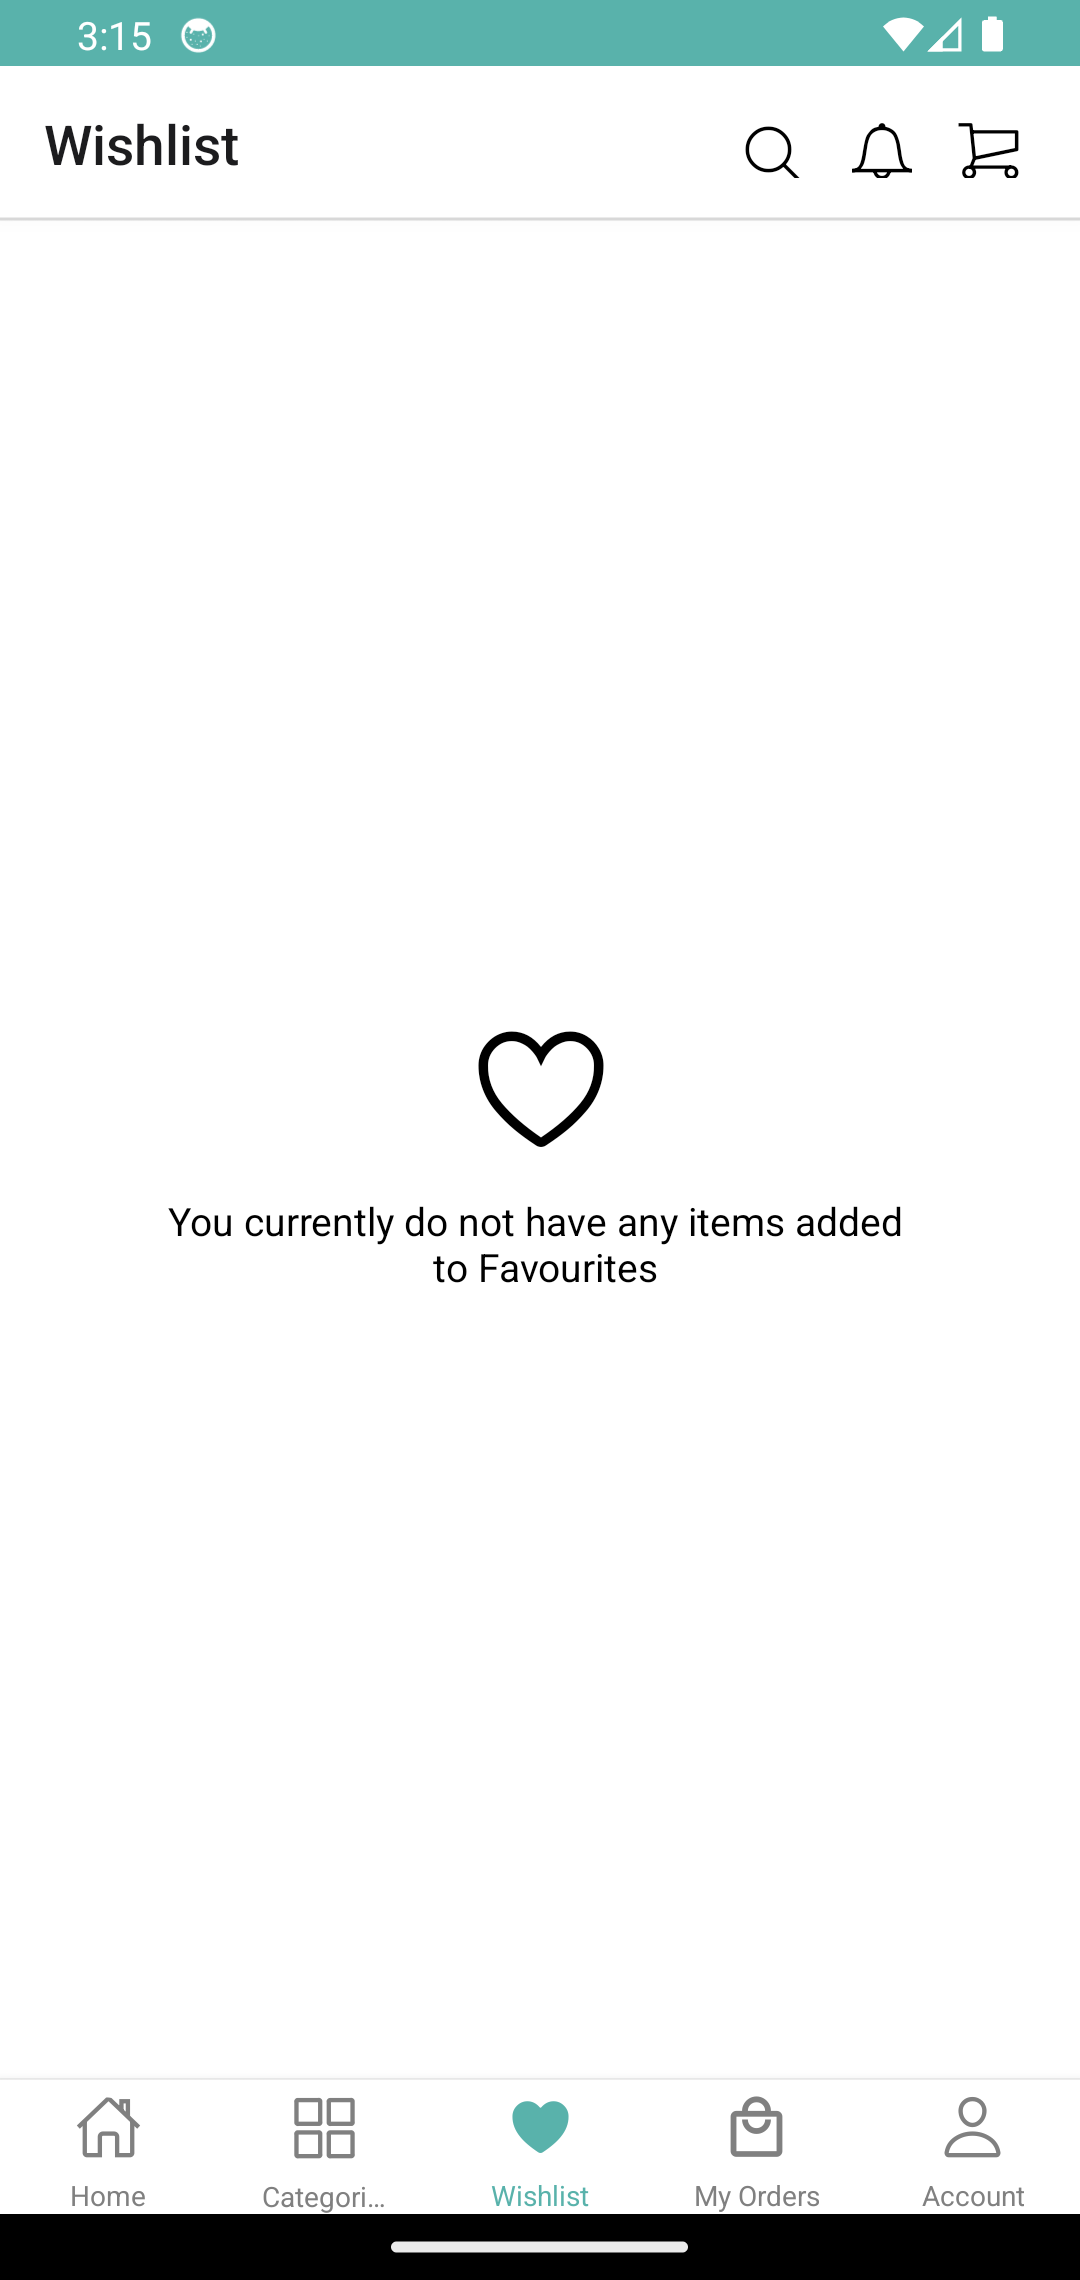 3:15
Wishlist
You currently do not have any items added
to Favourites
Home
Categori...
Wishlist
My Orders
Account